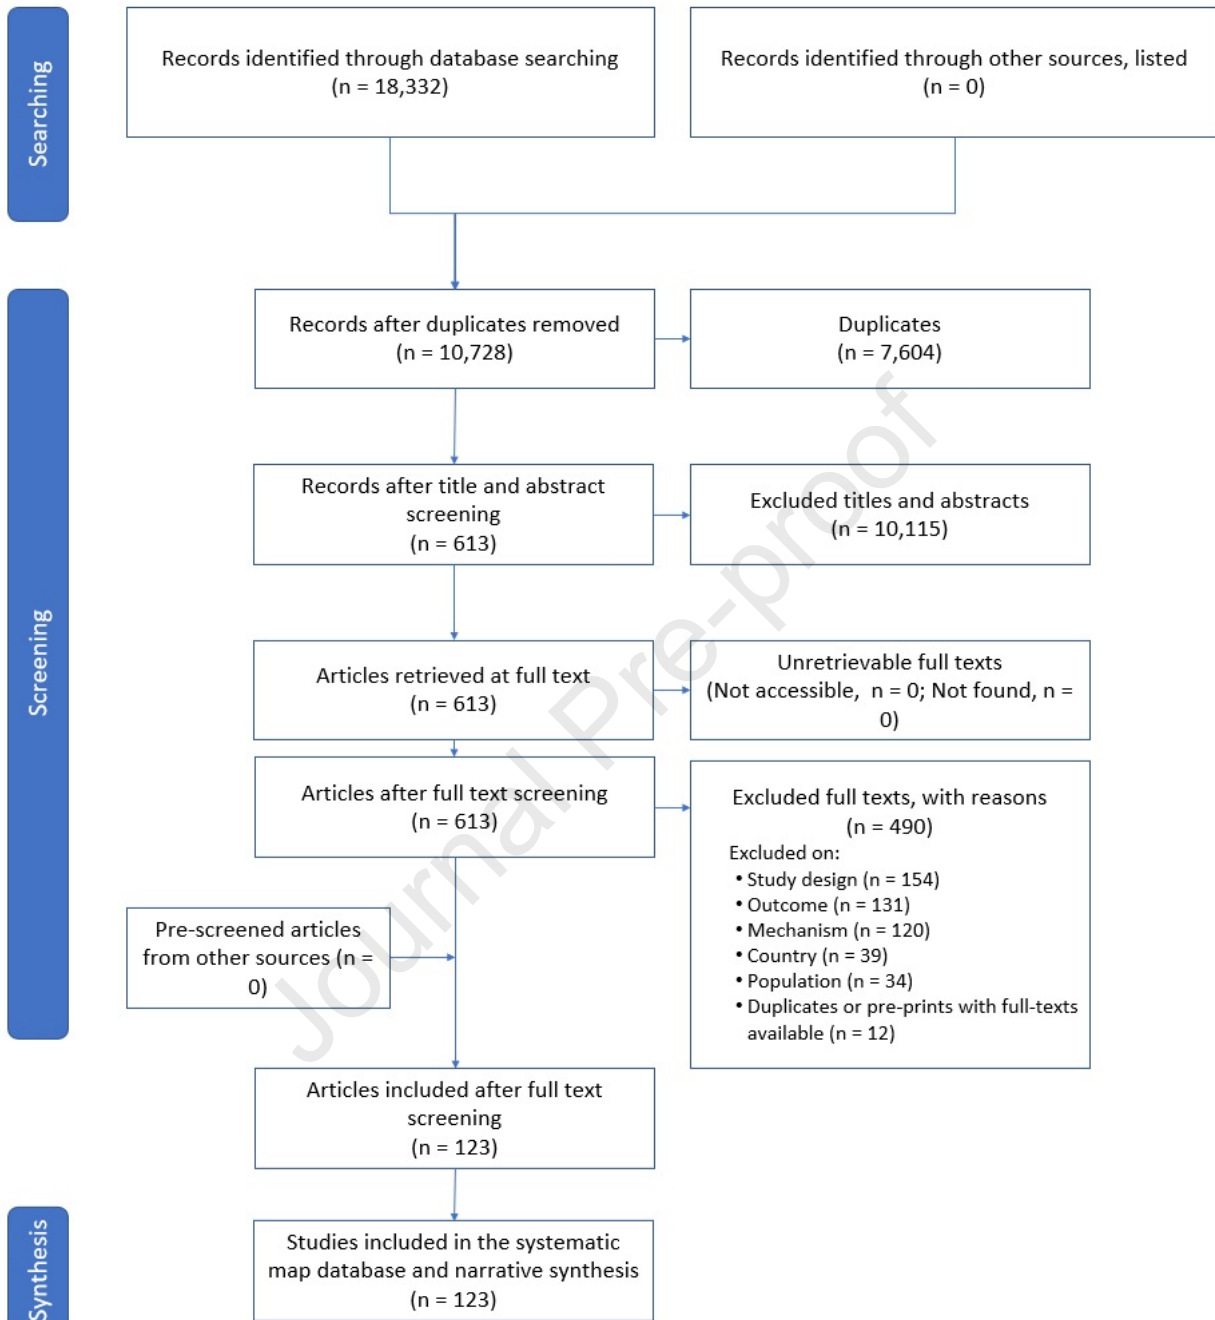 Searching
Records identified through database searching
(n = 18,332)
Records identified through other sources, listed
(n = 0)
Screening
Records after duplicates removed
(n = 10,728)
Duplicates
(n = 7,604)
Records after title and abstract
screening
(n = 613)
Excluded titles and abstracts
(n = 10,115)
Articles retrieved at full text
(n = 613)
Unretrievable full texts
(Not accessible,  n = 0; Not found, n =
0)
Articles after full text screening
(n = 613)
Excluded full texts, with reasons
(n = 490)
Excluded on:
• Study design (n = 154)
• Outcome (n = 131)
• Mechanism (n = 120)
• Country (n = 39)
• Population (n = 34)
• Duplicates or pre-prints with full-texts
available (n = 12)
Pre-screened articles
from other sources (n =
0)
Articles included after full text
screening
(n = 123)
Synthesis
Studies included in the systematic
map database and narrative synthesis
(n = 123)
Journal Pre-proof